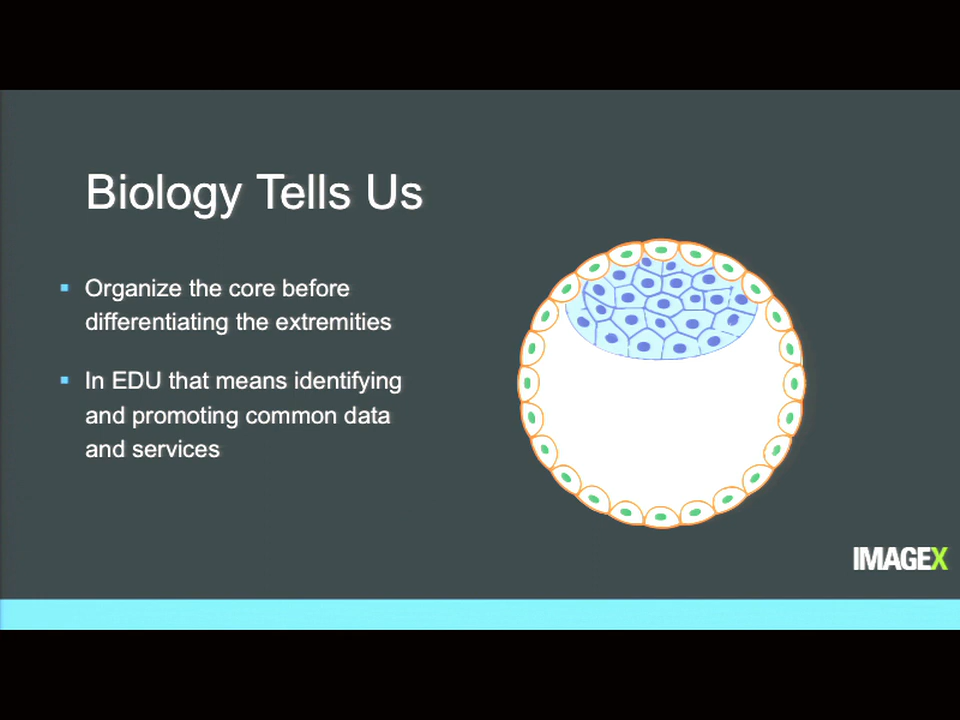 Biology Tells Us
Organize the core before
differentiating the extremities
In EDU that means identifying
and promoting common data
and services
IMAGEX